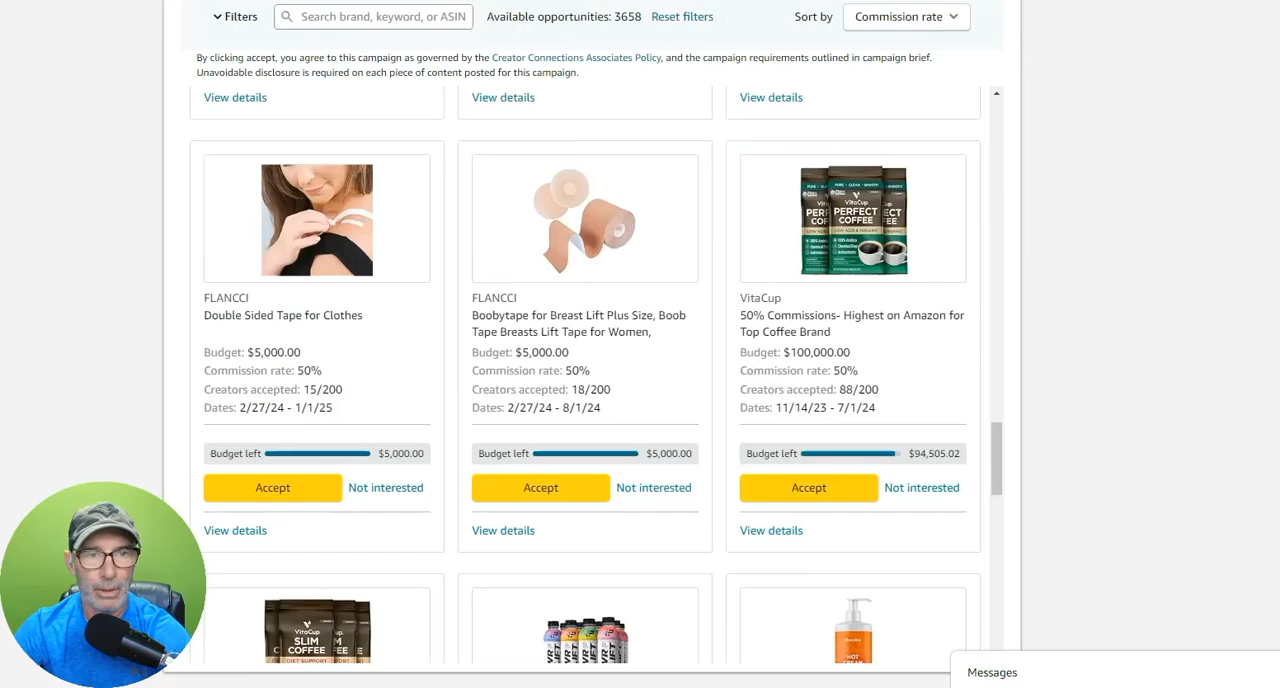 Filters
Search brand, keyword, or ASIN
Available opportunities: 3658
Reset filters
Sort by
Commission rate
By clicking accept, you agree to this campaign as governed by the Creator Connections Associates Policy, and the campaign requirements outlined in campaign brief.
Unavoidable disclosure is required on each piece of content posted for this campaign.
View details
View details
View details
FLANCCI
Double Sided Tape for Clothes
Budget: $5,000.00
Commission rate: 50%
Creators accepted: 15/200
Dates: 2/27/24 - 1/1/25
Budget left $5,000.00
Accept
Not interested
View details
FLANCCI
Boobytape for Breast Lift Plus Size, Boob
Tape Breasts Lift Tape for Women,
Budget: $5,000.00
Commission rate: 50%
Creators accepted: 18/200
Dates: 2/27/24 - 8/1/24
Budget left $5,000.00
Accept
Not interested
View details
VitaCup
PERFECT
COFFEE
VitaCup
50% Commissions- Highest on Amazon for
Top Coffee Brand
Budget: $100,000.00
Commission rate: 50%
Creators accepted: 88/200
Dates: 11/14/23 - 7/1/24
Budget left $94,505.02
Accept
Not interested
View details
VitaCup
SLIM
COFFEE
DIET SUPPORT
HOT
CREAM
Messages